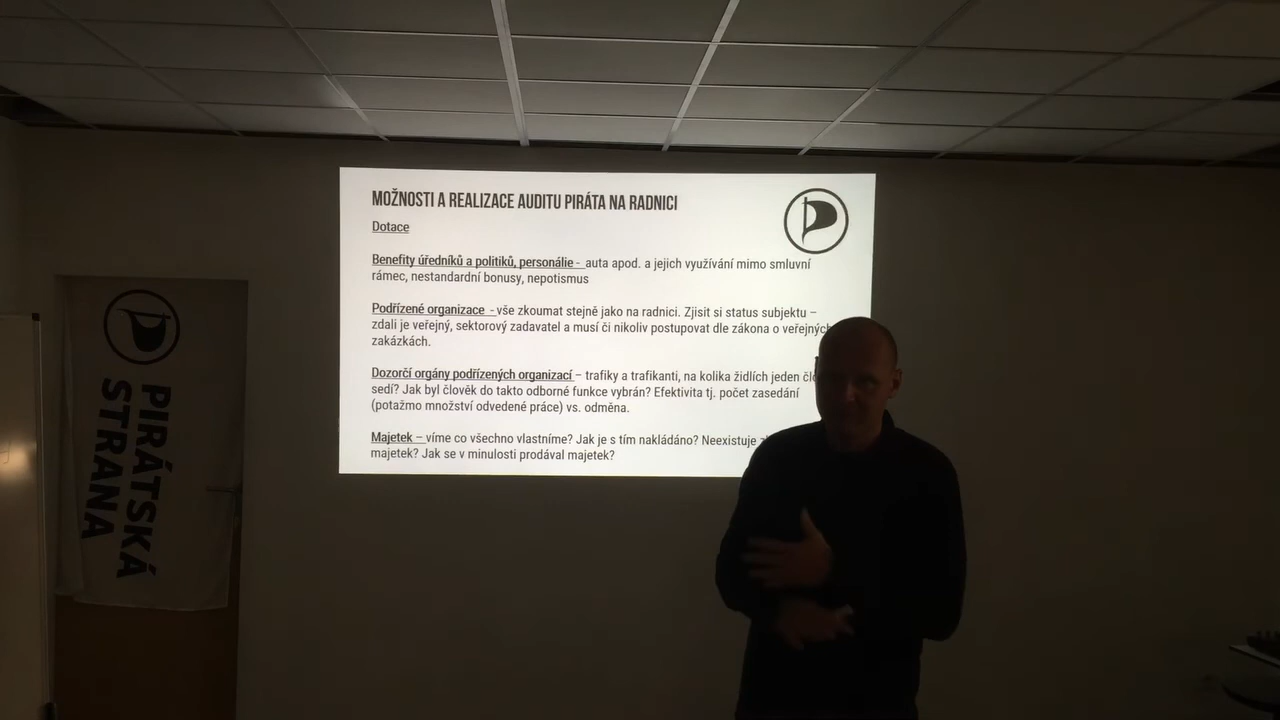 MOŽNOSTI A REALIZACE AUDITU PIRÁTA NA RADNICI
Dotace
Benefity úředníků a politiků, personálie - auta apod. a jejich využívání mimo smluvní
rámec, nestandardní bonusy, nepotismus
Podřízené organizace - vše zkoumat stejně jako na radnici. Zjisit si status subjektu –
zdali je veřejný, sektorový zadavatel a musí či nikoliv postupovat dle zákona o veřejných
zakázkách.
Dozorčí orgány podřízených organizací – trafiky a trafikanti, na kolika židlích jeden
sedí? Jak byl člověk do takto odborné funkce vybrán? Efektivita tj. počet zasedání
(potažmo množství odvedené práce) vs. odměna.
Majetek – víme co všechno vlastníme? Jak je s tím nakládáno? Neexistuje
majetek? Jak se v minulosti prodával majetek?
PIRÁTSKÁ
STRANA